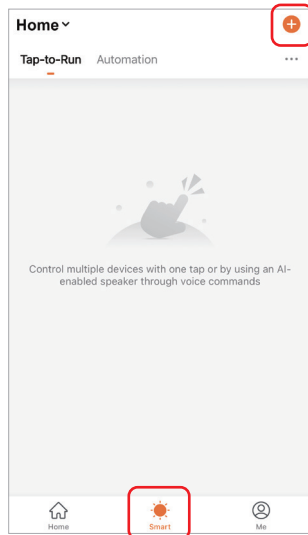 Home
Tap-to-Run Automation
Control multiple devices with one tap or by using an AI-
enabled speaker through voice commands
Home Smart Me